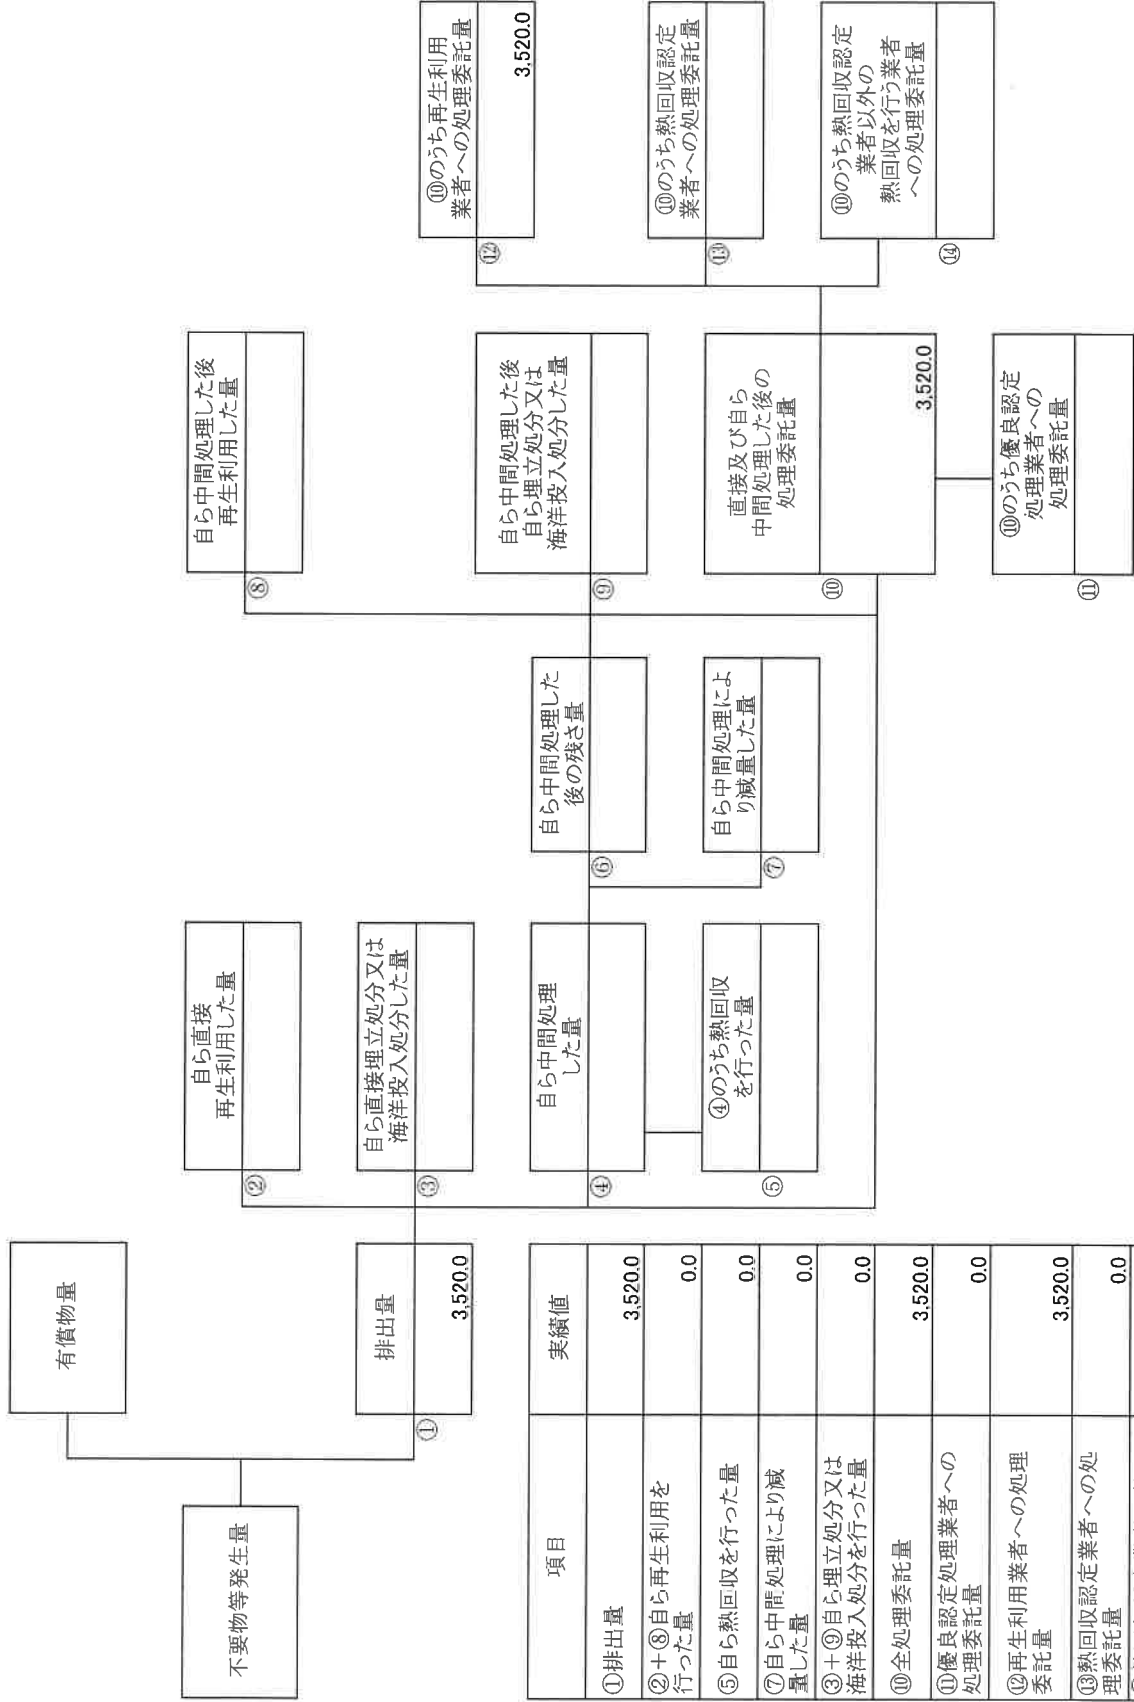 不要物等発生量
有償物量
排出量
①
3,520.0
自ら直接
再生利用した量
②
自ら直接埋立処分又は
海洋投入処分した量
③
自ら中間処理
した量
④
④のうち熱回収
を行った量
⑤
自ら中間処理した
後の残さ量
⑥
自ら中間処理によ
り減量した量
⑦
自ら中間処理した後
再生利用した量
⑧
自ら中間処理した後
自ら埋立処分又は
海洋投入処分した量
⑨
直接及び自ら
中間処理した後の
処理委託量
⑩
3,520.0
⑩のうち優良認定
処理業者への
処理委託量
⑪
⑩のうち再生利用
業者への処理委託量
⑫
3,520.0
⑩のうち熱回収認定
業者への処理委託量
⑬
⑩のうち熱回収認定
業者以外の
熱回収を行う業者
への処理委託量
⑭
項目 実績値
①排出量 3,520.0
②+⑧自ら再生利用を
行った量 0.0
⑤自ら熱回収を行った量 0.0
⑦自ら中間処理により減
量した量 0.0
③+⑨自ら埋立処分又は
海洋投入処分を行った量 0.0
⑩全処理委託量 3,520.0
⑪優良認定処理業者への
処理委託量 0.0
⑫再生利用業者への処理
委託量 3,520.0
⑬熱回収認定業者への処
理委託量 0.0